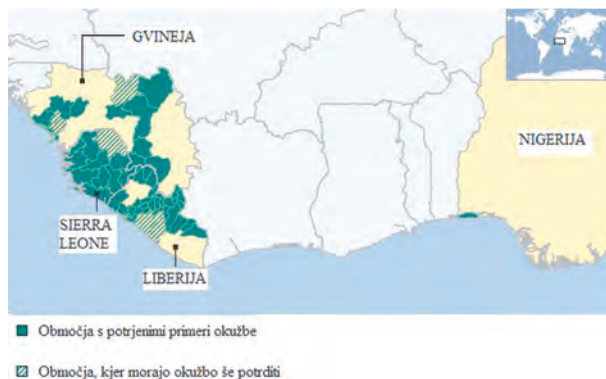 GVINEJA
NIGERIJA
SIERRA
LEONE
LIBERIJA
Območja s potrjenimi primeri okužbe
Območja, kjer morajo okužbo še potrditi